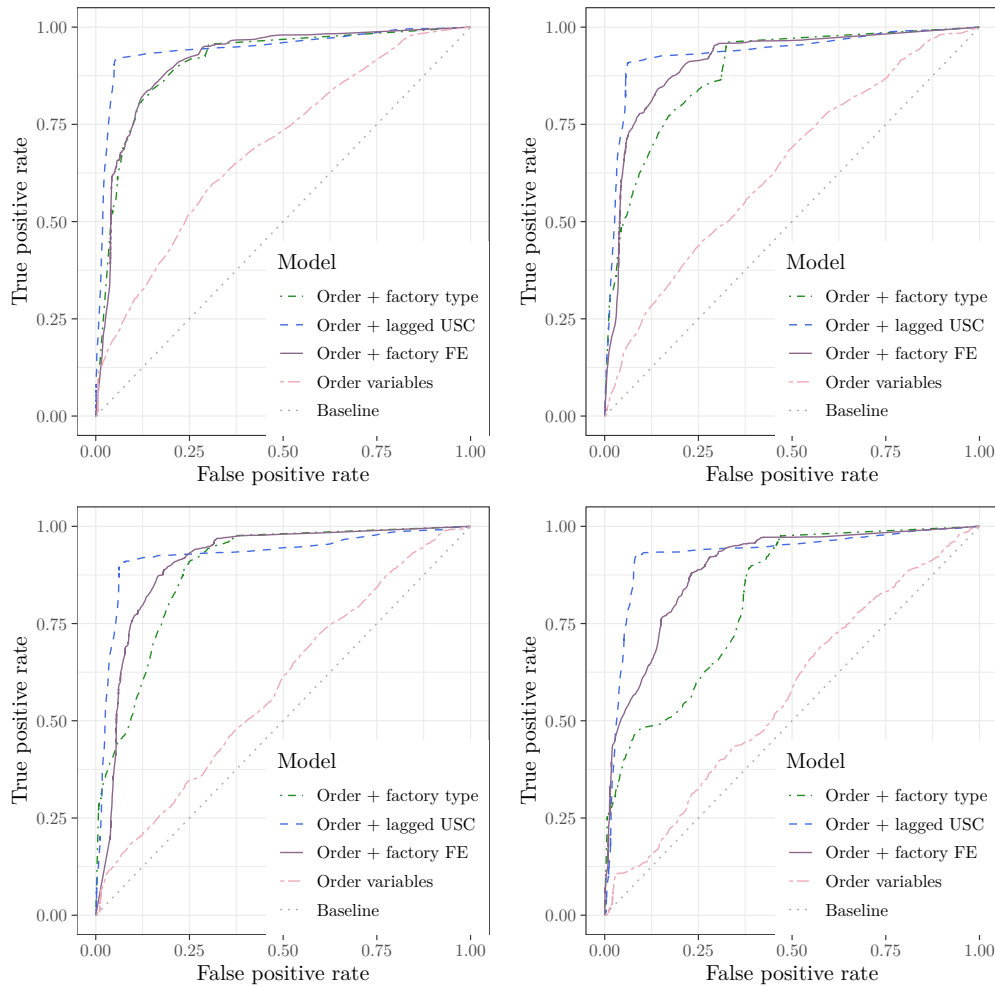 1.00
0.75
0.50
0.25
0.00
True positive rate
Model
Order + factory type
Order + lagged USC
Order + factory FE
Order variables
Baseline
0.00 0.25 0.50 0.75 1.00
False positive rate
1.00
0.75
0.50
0.25
0.00
True positive rate
Model
Order + factory type
Order + lagged USC
Order + factory FE
Order variables
Baseline
0.00 0.25 0.50 0.75 1.00
False positive rate
1.00
0.75
0.50
0.25
0.00
True positive rate
Model
Order + factory type
Order + lagged USC
Order + factory FE
Order variables
Baseline
0.00 0.25 0.50 0.75 1.00
False positive rate
1.00
0.75
0.50
0.25
0.00
True positive rate
Model
Order + factory type
Order + lagged USC
Order + factory FE
Order variables
Baseline
0.00 0.25 0.50 0.75 1.00
False positive rate